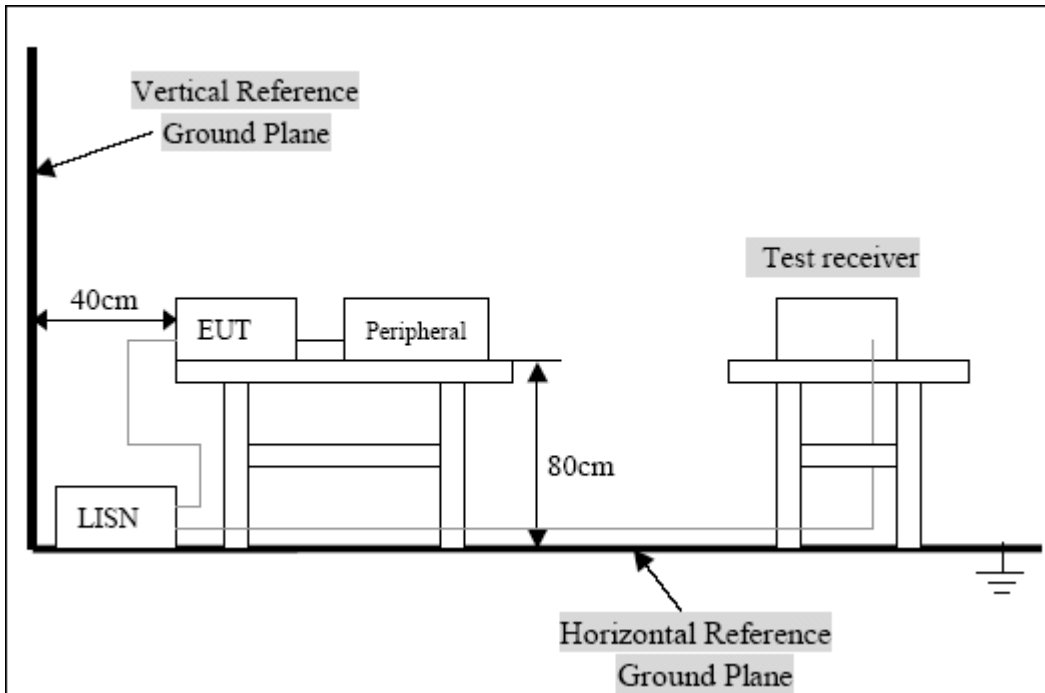 Vertical Reference
Ground Plane
Test receiver
40cm
EUT
Peripheral
80cm
LISN
Horizontal Reference
Ground Plane